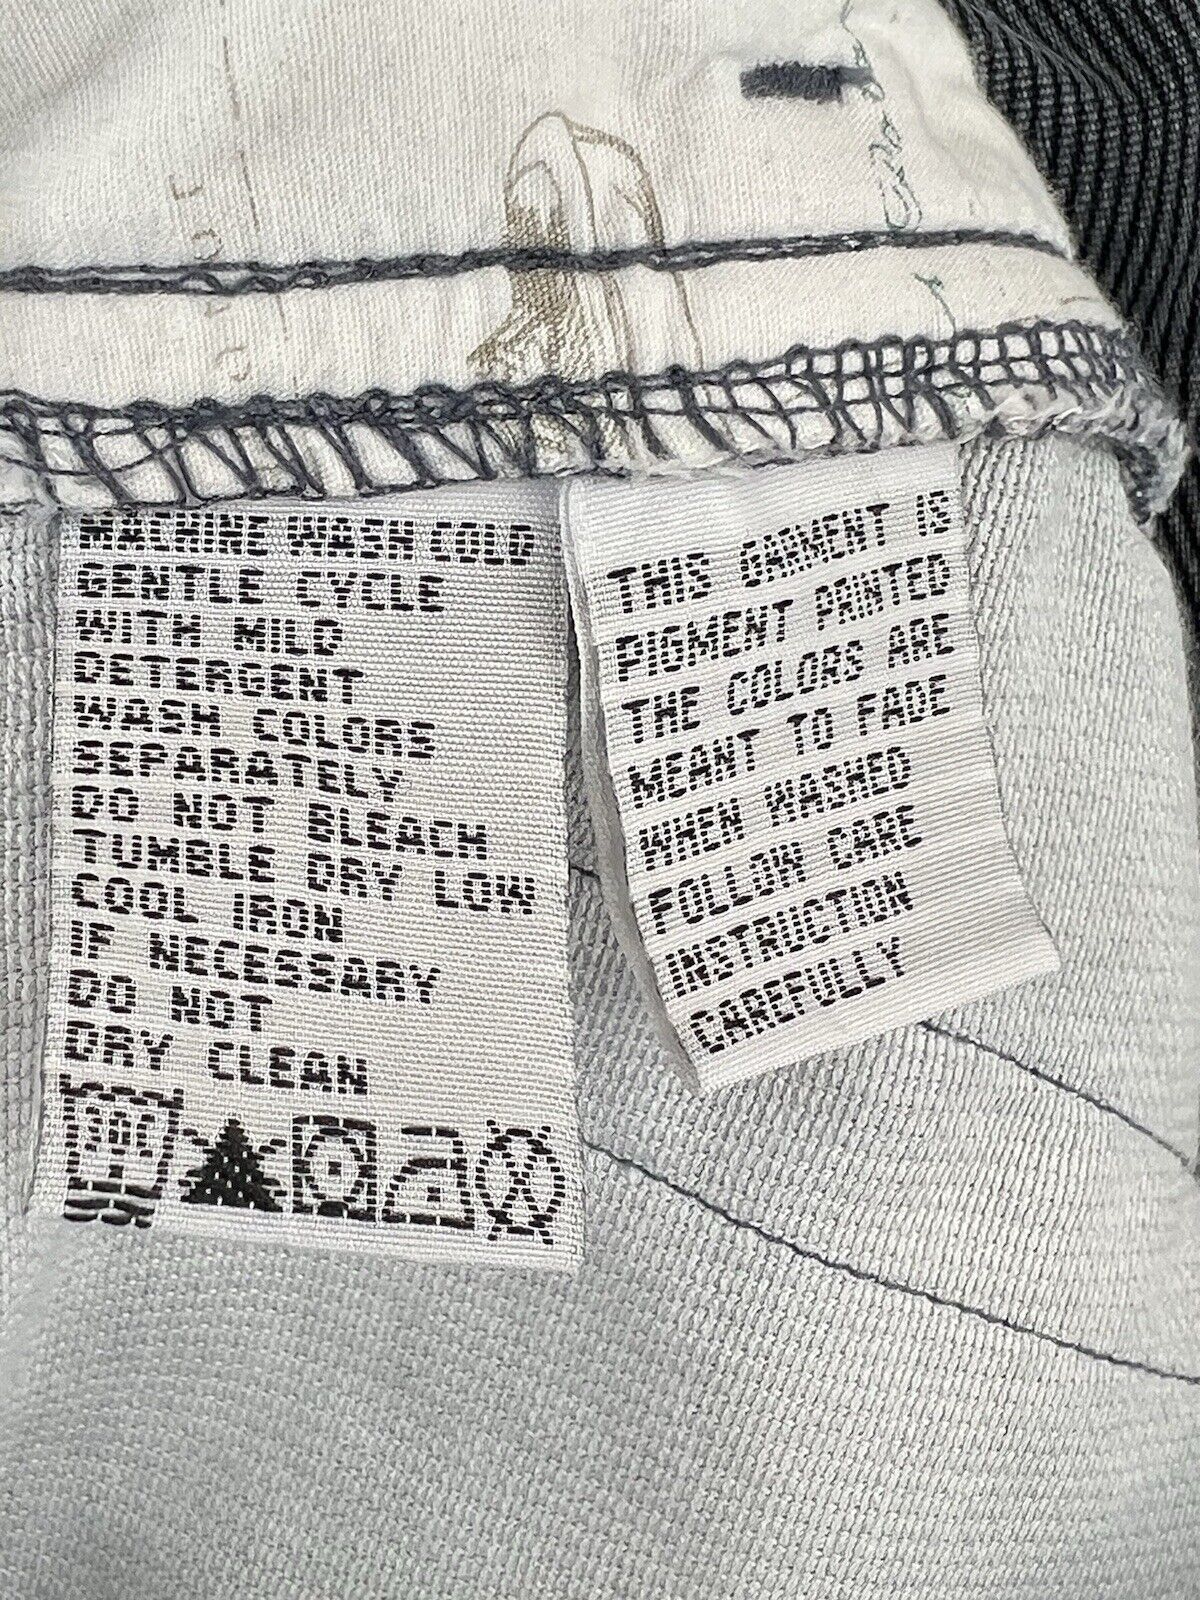 MACHINE WASH COLD
GENTLE CYCLE
WITH MILD
DETERGENT
WASH COLORS
SEPARATELY
DO NOT BLEACH
TUMBLE DRY LOW
COOL IRON
IF NECESSARY
DO NOT
DRY CLEAN
THIS GARMENT IS
PIGMENT PRINTED
THE COLORS ARE
MEANT TO FADE
WHEN WASHED
FOLLOW CARE
INSTRUCTION
CAREFULLY